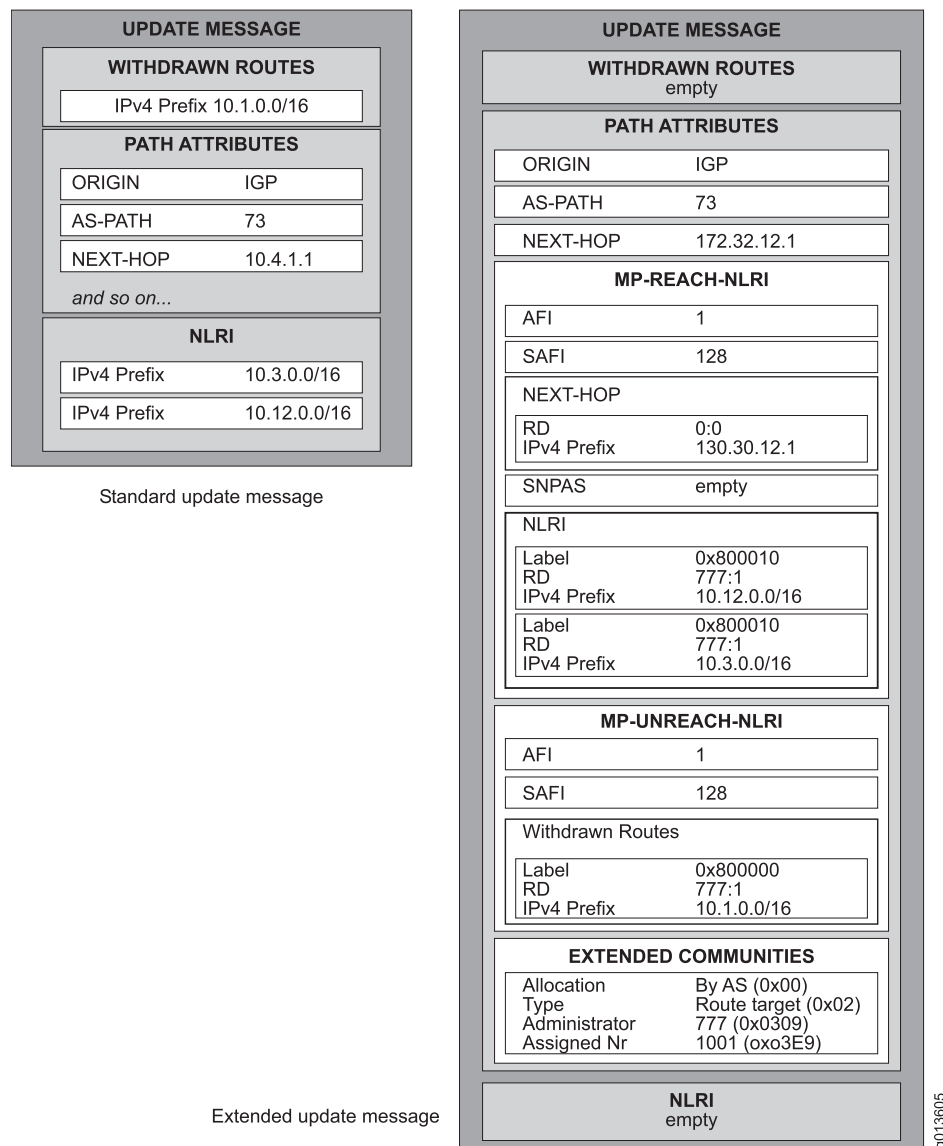 UPDATE MESSAGE
WITHDRAWN ROUTES
IPv4 Prefix 10.1.0.0/16
PATH ATTRIBUTES
ORIGIN IGP
AS-PATH 73
NEXT-HOP 10.4.1.1
and so on...
NLRI
IPv4 Prefix 10.3.0.0/16
IPv4 Prefix 10.12.0.0/16
Standard update message
UPDATE MESSAGE
WITHDRAWN ROUTES
empty
PATH ATTRIBUTES
ORIGIN IGP
AS-PATH 73
NEXT-HOP 172.32.12.1
MP-REACH-NLRI
AFI 1
SAFI 128
NEXT-HOP
RD 0:0
IPv4 Prefix 130.30.12.1
SNPAS empty
NLRI
Label 0x800010
RD 777:1
IPv4 Prefix 10.12.0.0/16
Label 0x800010
RD 777:1
IPv4 Prefix 10.3.0.0/16
MP-UNREACH-NLRI
AFI 1
SAFI 128
Withdrawn Routes
Label 0x800000
RD 777:1
IPv4 Prefix 10.1.0.0/16
EXTENDED COMMUNITIES
Allocation By AS (0x00)
Type Route target (0x02)
Administrator 777 (0x0309)
Assigned Nr 1001 (oxo3E9)
NLRI
empty
Extended update message
g013605